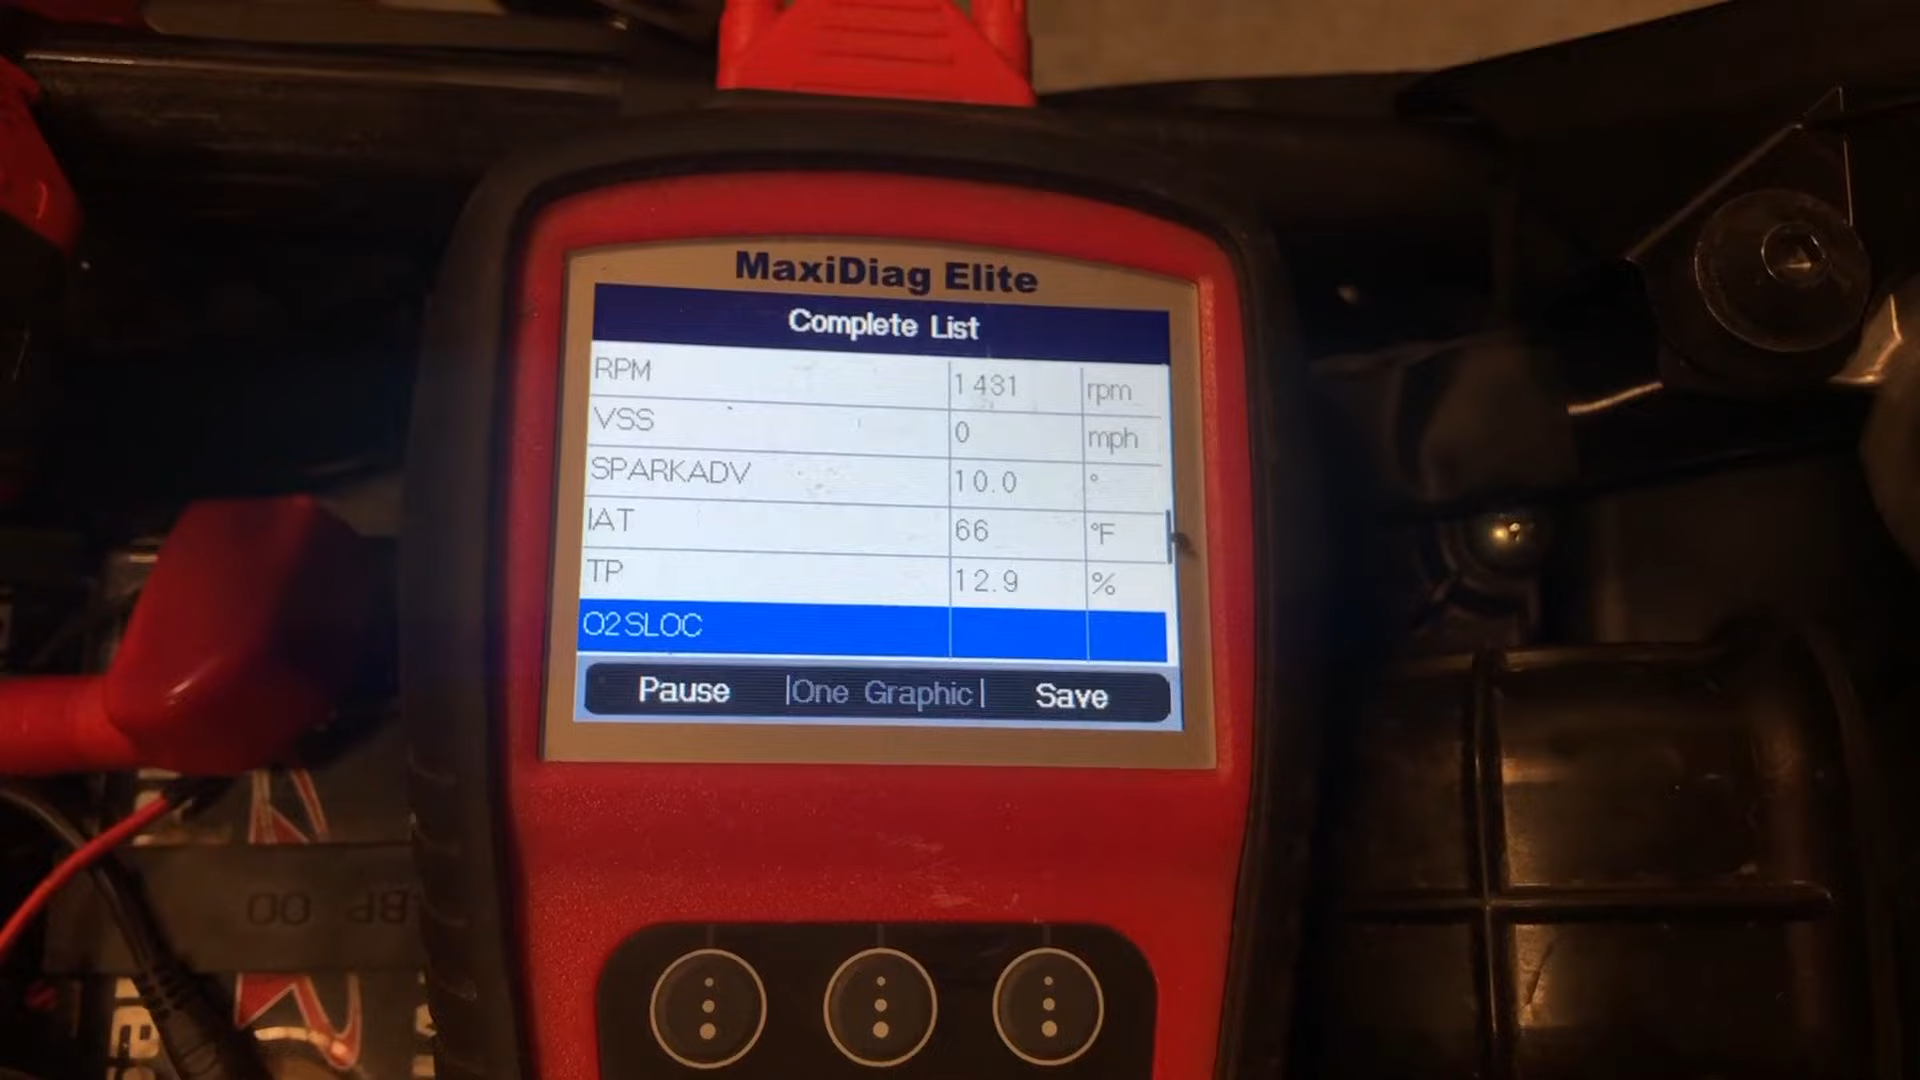 MaxiDiag Elite
Complete List
RPM 1431 rpm
VSS 0 mph
SPARKADV 10.0 °
IAT 66 °F
TP 12.9 %
O2SLOC
Pause |One Graphic| Save